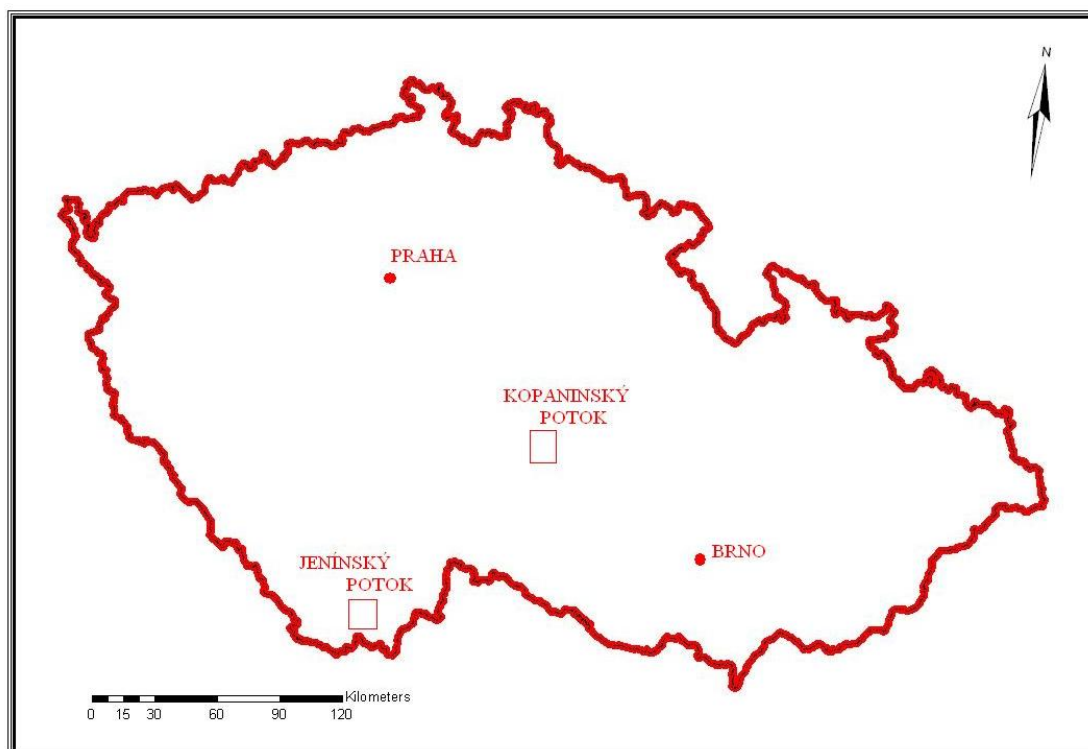 N
PRAHA
KOPANINSKÝ
POTOK
BRNO
JENÍNSKÝ
POTOK
Kilometers
0 15 30 60 90 120